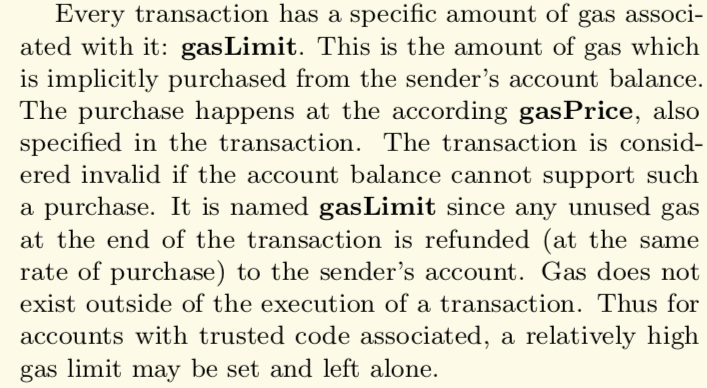 Every transaction has a specific amount of gas associ-
ated with it: gasLimit. This is the amount of gas which
is implicitly purchased from the sender's account balance.
The purchase happens at the according gasPrice, also
specified in the transaction. The transaction is consid-
ered invalid if the account balance cannot support such
a purchase. It is named gasLimit since any unused gas
at the end of the transaction is refunded (at the same
rate of purchase) to the sender's account. Gas does not
exist outside of the execution of a transaction. Thus for
accounts with trusted code associated, a relatively high
gas limit may be set and left alone.